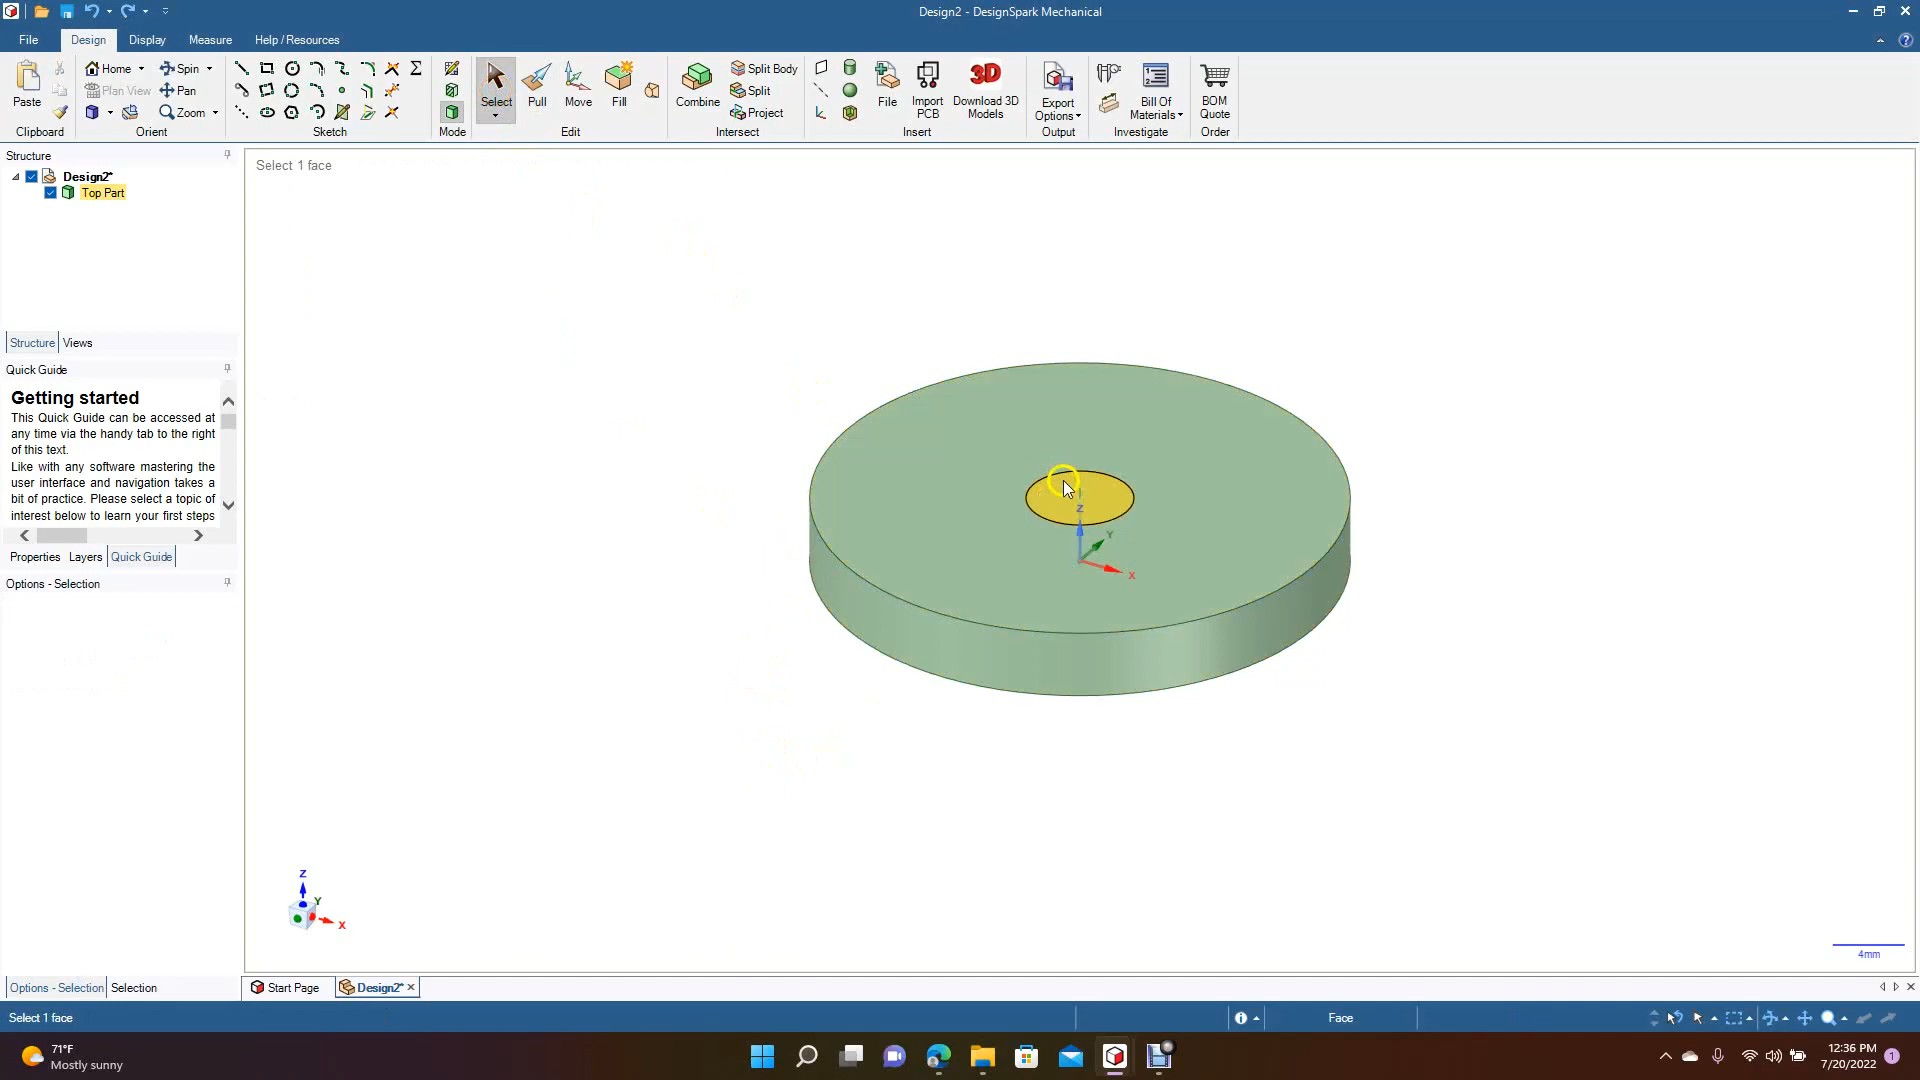 Design2 - DesignSpark Mechanical
File Design Display Measure Help / Resources
Paste
Home
Plan View
Spin
Pan
Zoom
Select
Pull
Move
Fill
Combine
Split Body
Split
Project
File
Import PCB
3D
Download 3D Models
Export Options
Bill Of Materials
BOM Quote
Clipboard Orient Sketch Mode Edit Intersect Insert Output Investigate Order
Structure
Design2*
Top Part
Structure Views
Quick Guide
Getting started
This Quick Guide can be accessed at
any time via the handy tab to the right
of this text.
Like with any software mastering the
user interface and navigation takes a
bit of practice. Please select a topic of
interest below to learn your first steps
Properties Layers Quick Guide
Options - Selection
Select 1 face
Z
Y
X
Z
Y
X
4mm
Options - Selection Selection
Start Page Design2*
Select 1 face
Face
71°F
Mostly sunny
12:36 PM
7/20/2022
1